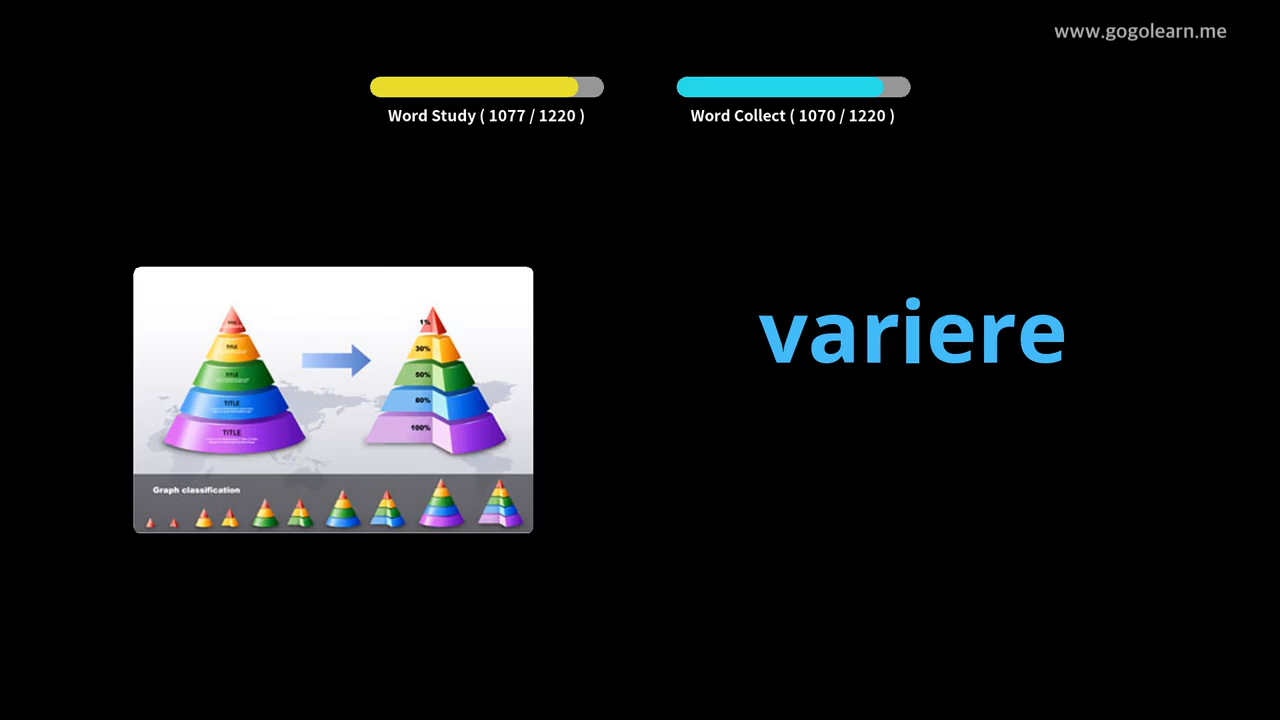 www.gogolearn.me
Word Study ( 1077 / 1220 )
Word Collect ( 1070 / 1220 )
variere
TITLE
TITLE
TITLE
TITLE
1%
30%
50%
80%
100%
Graph classification